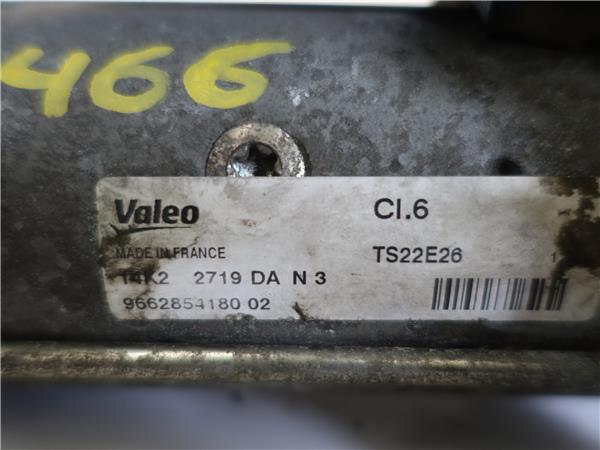 466
Valeo Cl.6
MADE IN FRANCE TS22E26
14K2 2719 DA N 3
9662854180 02